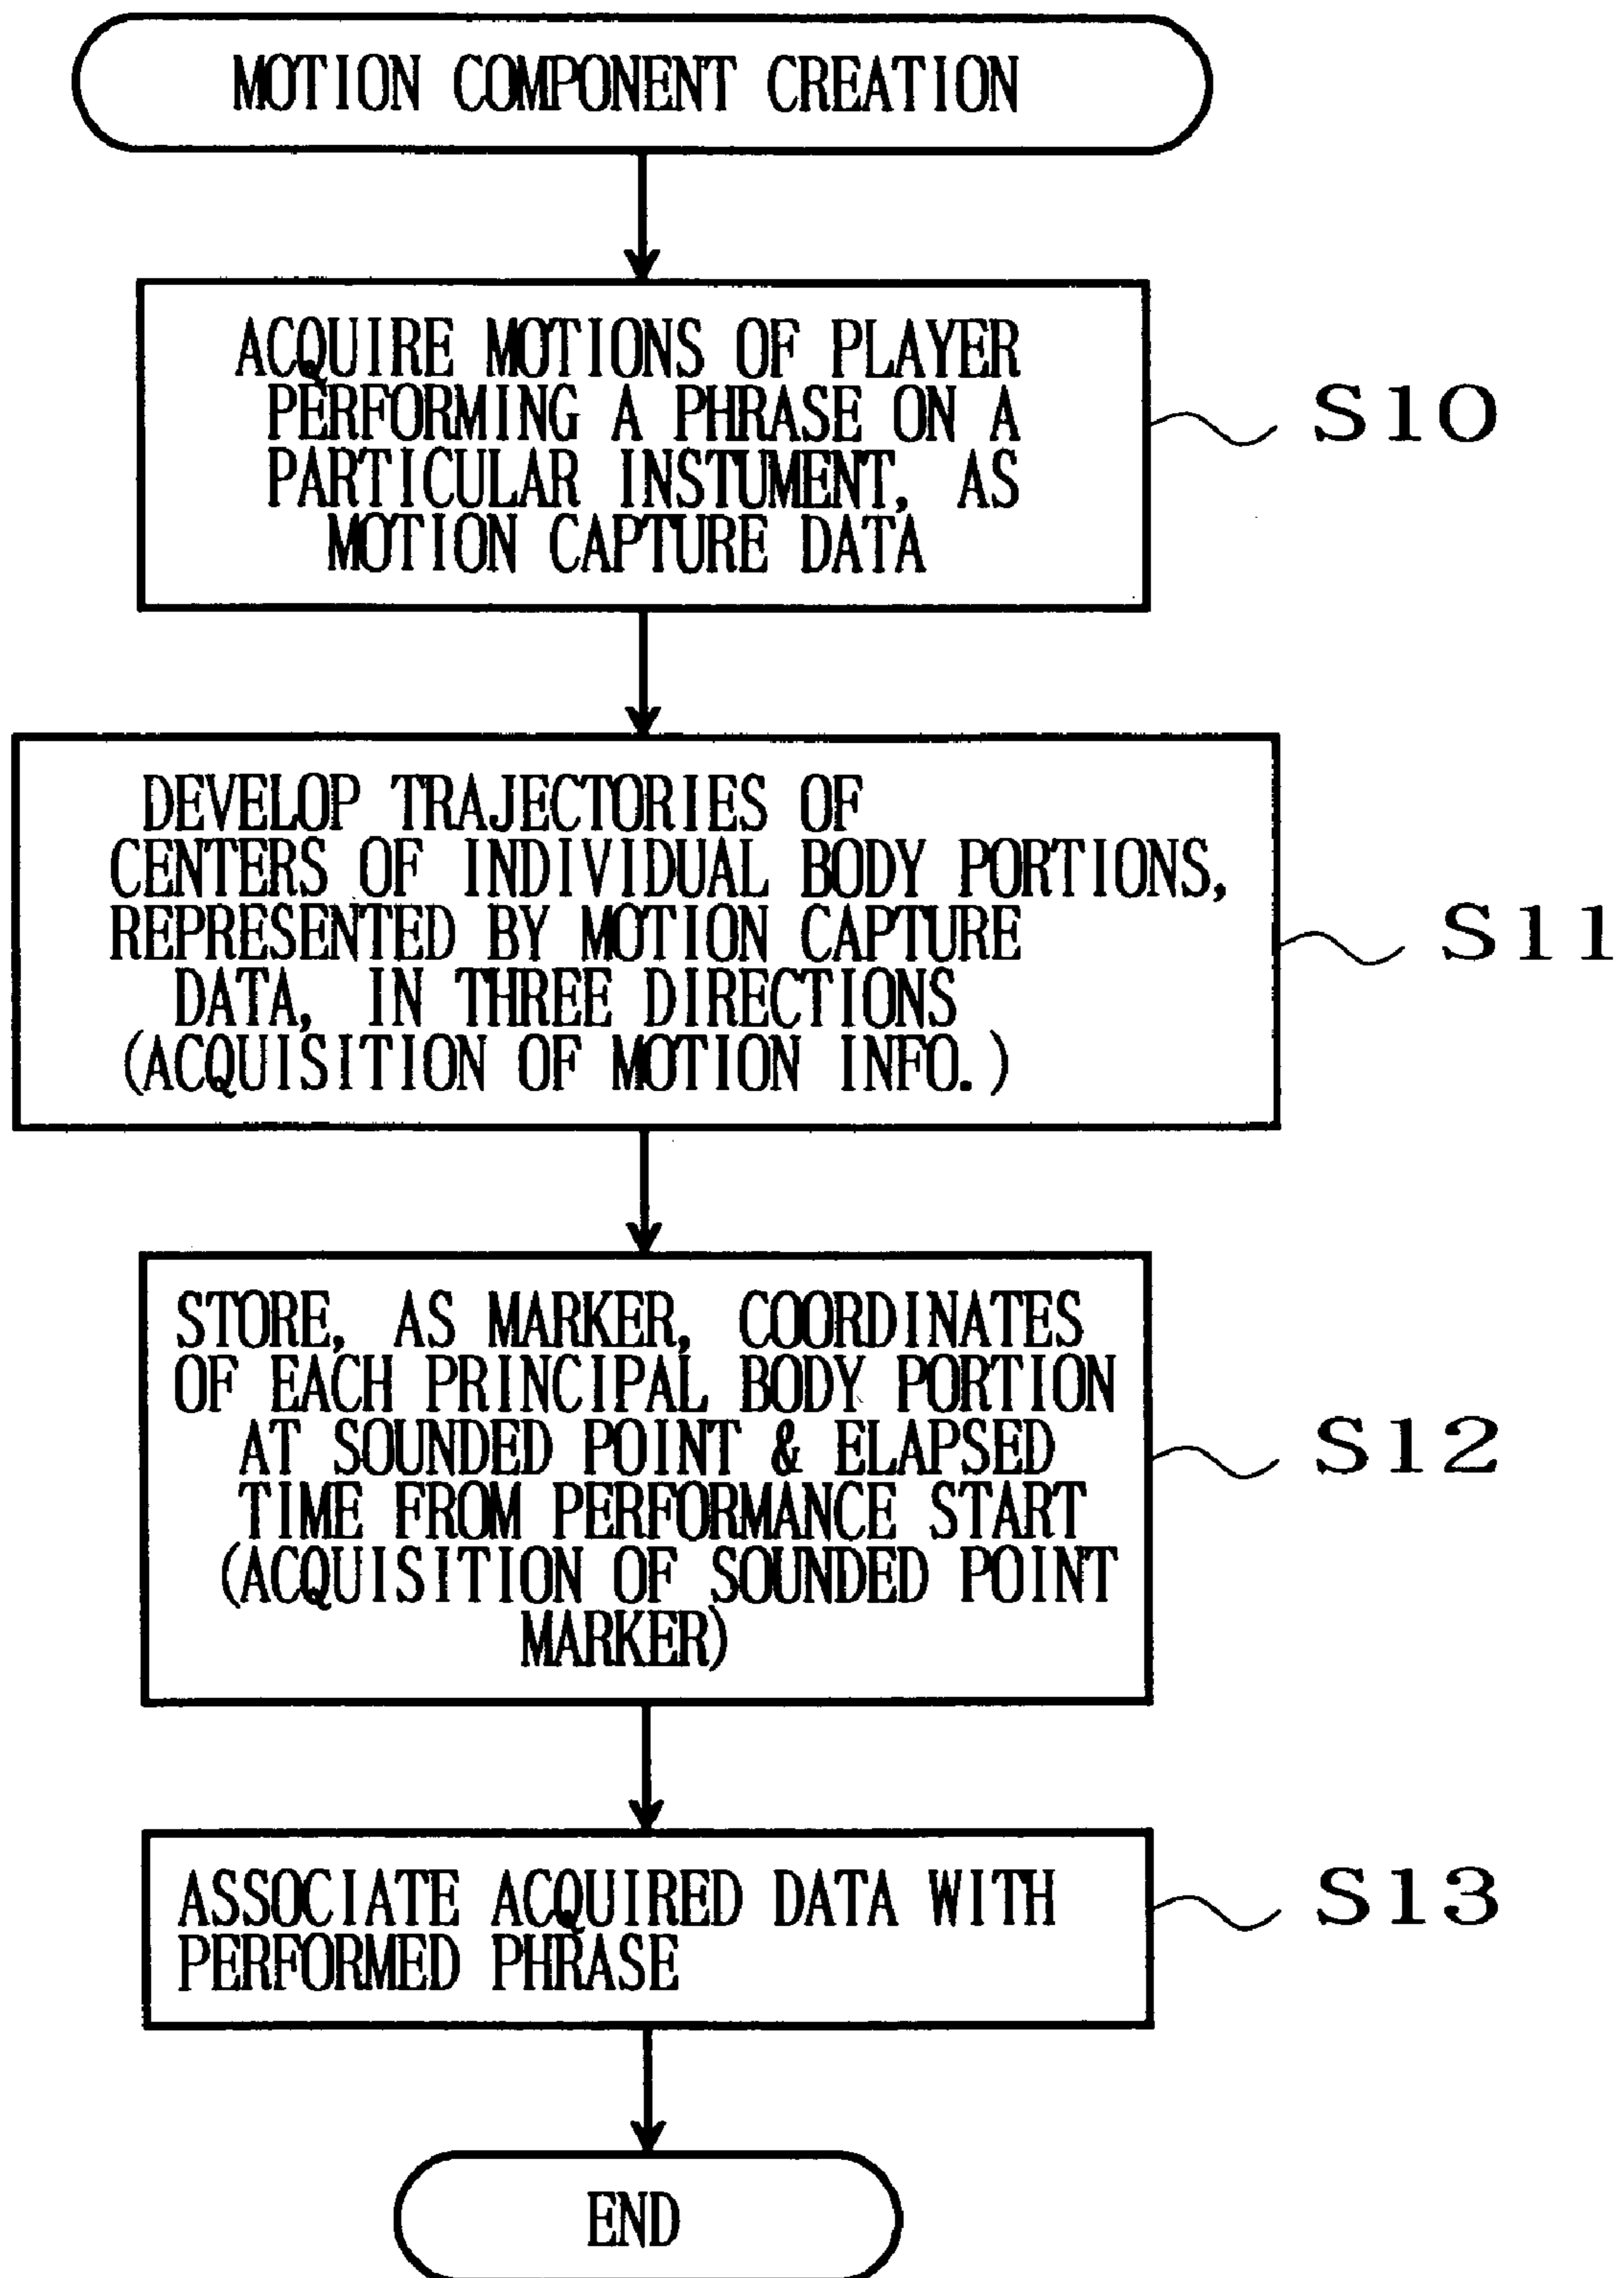 MOTION COMPONENT CREATION
ACQUIRE MOTIONS OF PLAYER
PERFORMING A PHRASE ON A
PARTICULAR INSTUMENT, AS
MOTION CAPTURE DATA
S10
DEVELOP TRAJECTORIES OF
CENTERS OF INDIVIDUAL BODY PORTIONS,
REPRESENTED BY MOTION CAPTURE
DATA, IN THREE DIRECTIONS
(ACQUISITION OF MOTION INFO.)
S11
STORE, AS MARKER, COORDINATES
OF EACH PRINCIPAL BODY PORTION
AT SOUNDED POINT & ELAPSED
TIME FROM PERFORMANCE START
(ACQUISITION OF SOUNDED POINT
MARKER)
S12
ASSOCIATE ACQUIRED DATA WITH
PERFORMED PHRASE
S13
END